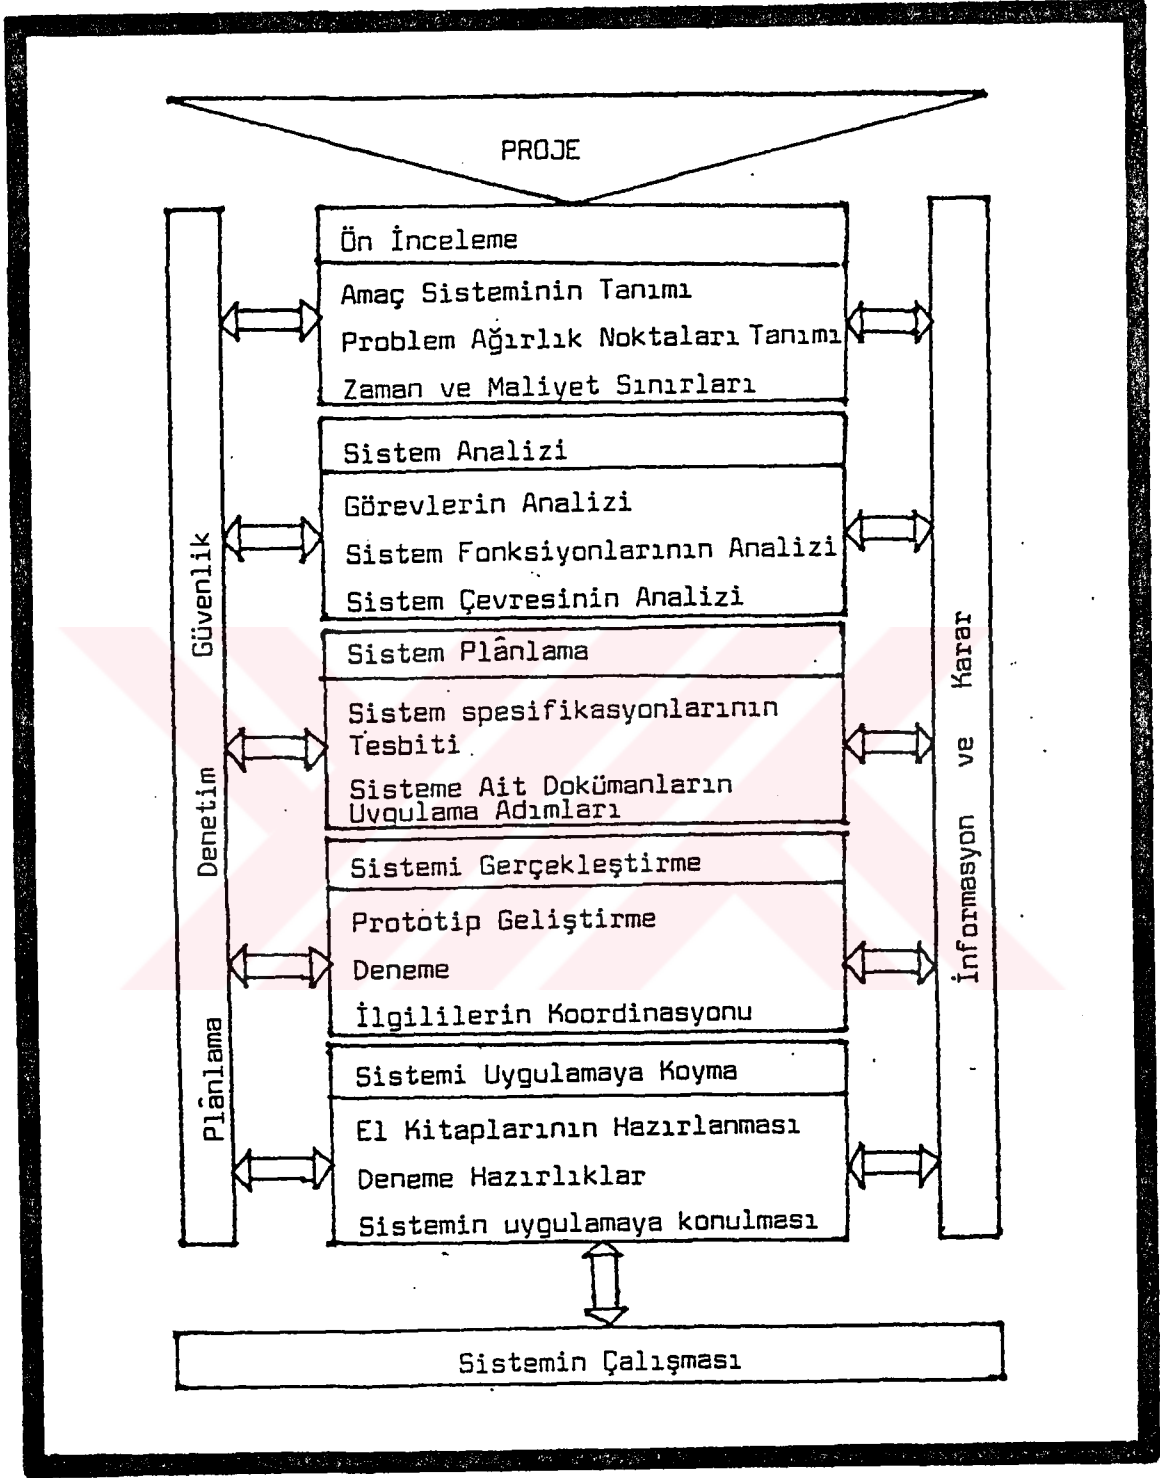 PROJE
Ön İnceleme
Amaç Sisteminin Tanımı
Problem Ağırlık Noktaları Tanımı
Zaman ve Maliyet Sınırları
Sistem Analizi
Görevlerin Analizi
Sistem Fonksiyonlarının Analizi
Sistem Çevresinin Analizi
Sistem Plânlama
Sistem spesifikasyonlarının
Tesbiti
Sisteme Ait Dokümanların
Uygulama Adımları
Sistemi Gerçekleştirme
Prototip Geliştirme
Deneme
İlgililerin Koordinasyonu
Sistemi Uygulamaya Koyma
El Kitaplarının Hazırlanması
Deneme Hazırlıklar
Sistemin uygulamaya konulması
Plânlama Denetim Güvenlik
İnformasyon ve Karar
Sistemin Çalışması